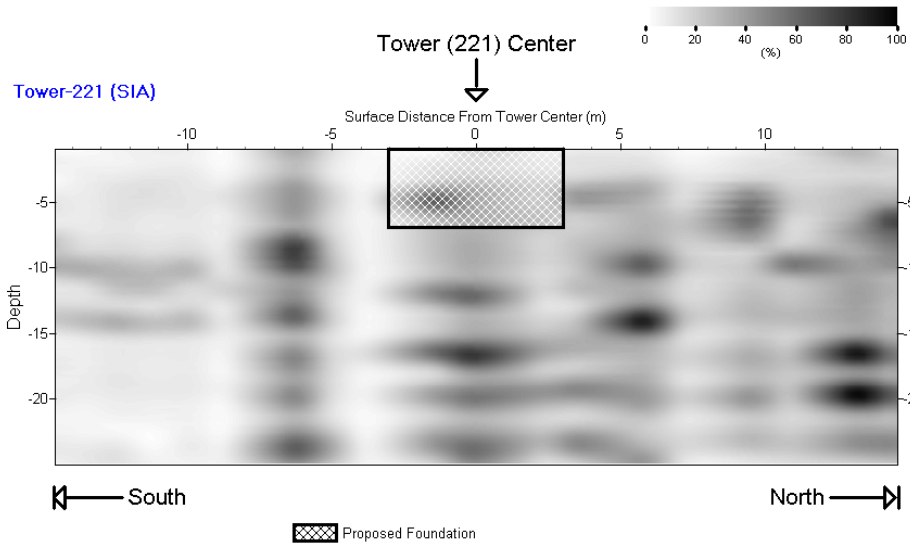 0 20 40 60 80 100
(%)
Tower (221) Center
Tower-221 (SIA)
Surface Distance From Tower Center (m)
-10 -5 0 5 10
Depth
-5
-10
-15
-20
South
North
Proposed Foundation